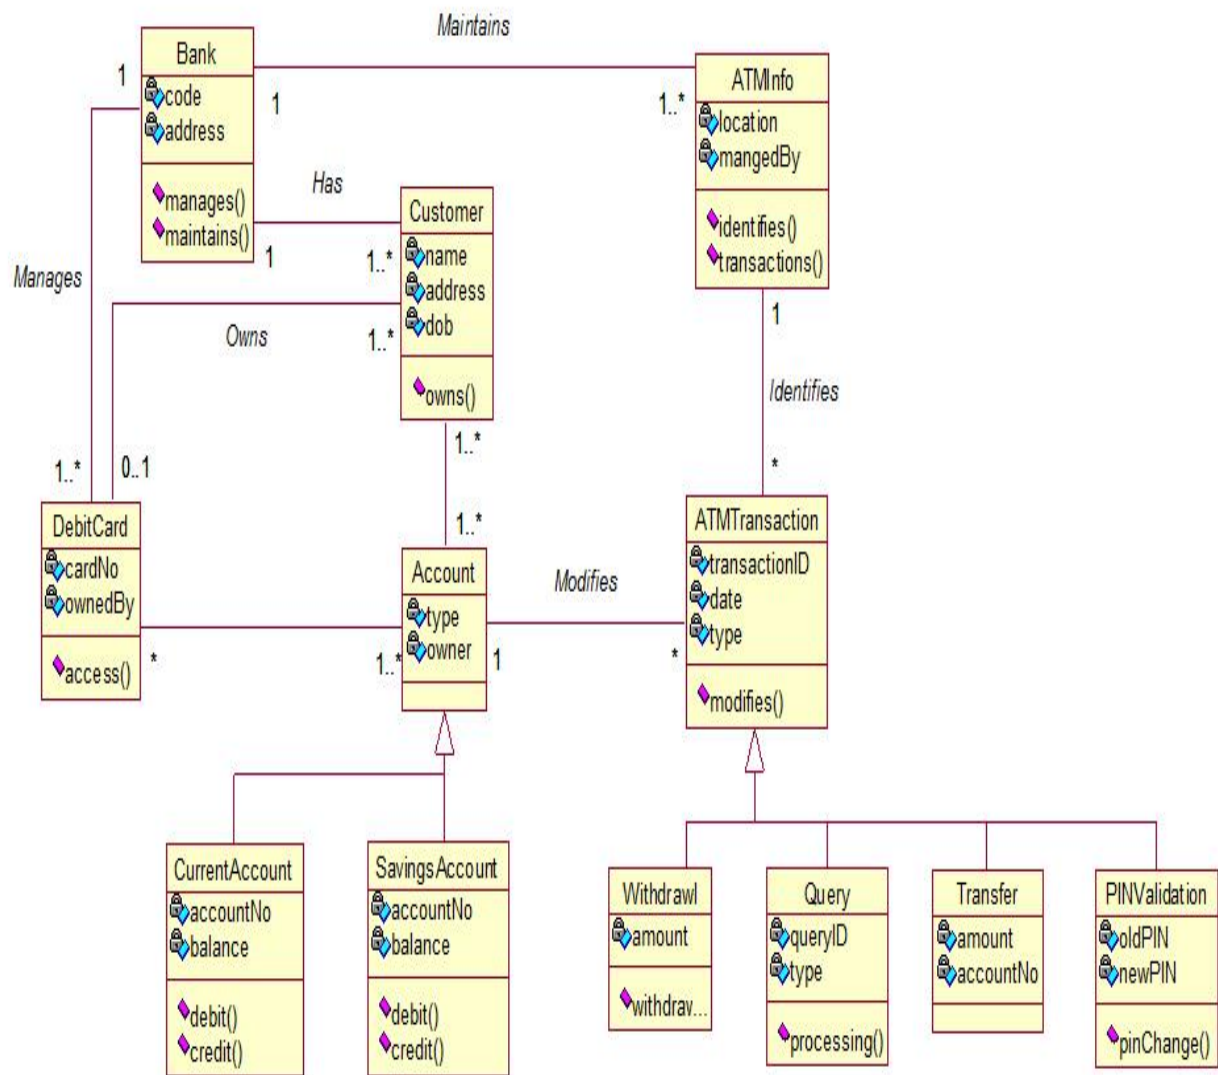 Bank
code
address
manages()
maintains()
Maintains
1
1
1..*
ATMInfo
location
mangedBy
identifies()
transactions()
Has
1
1..*
Customer
name
address
dob
owns()
Manages
Owns
1..*
1..*
0..1
1..*
1..*
1
Identifies
*
DebitCard
cardNo
ownedBy
access()
*
1..*
Account
type
owner
Modifies
1
*
ATMTransaction
transactionID
date
type
modifies()
CurrentAccount
accountNo
balance
debit()
credit()
SavingsAccount
accountNo
balance
debit()
credit()
Withdrawl
amount
withdraw...
Query
queryID
type
processing()
Transfer
amount
accountNo
PINValidation
oldPIN
newPIN
pinChange()